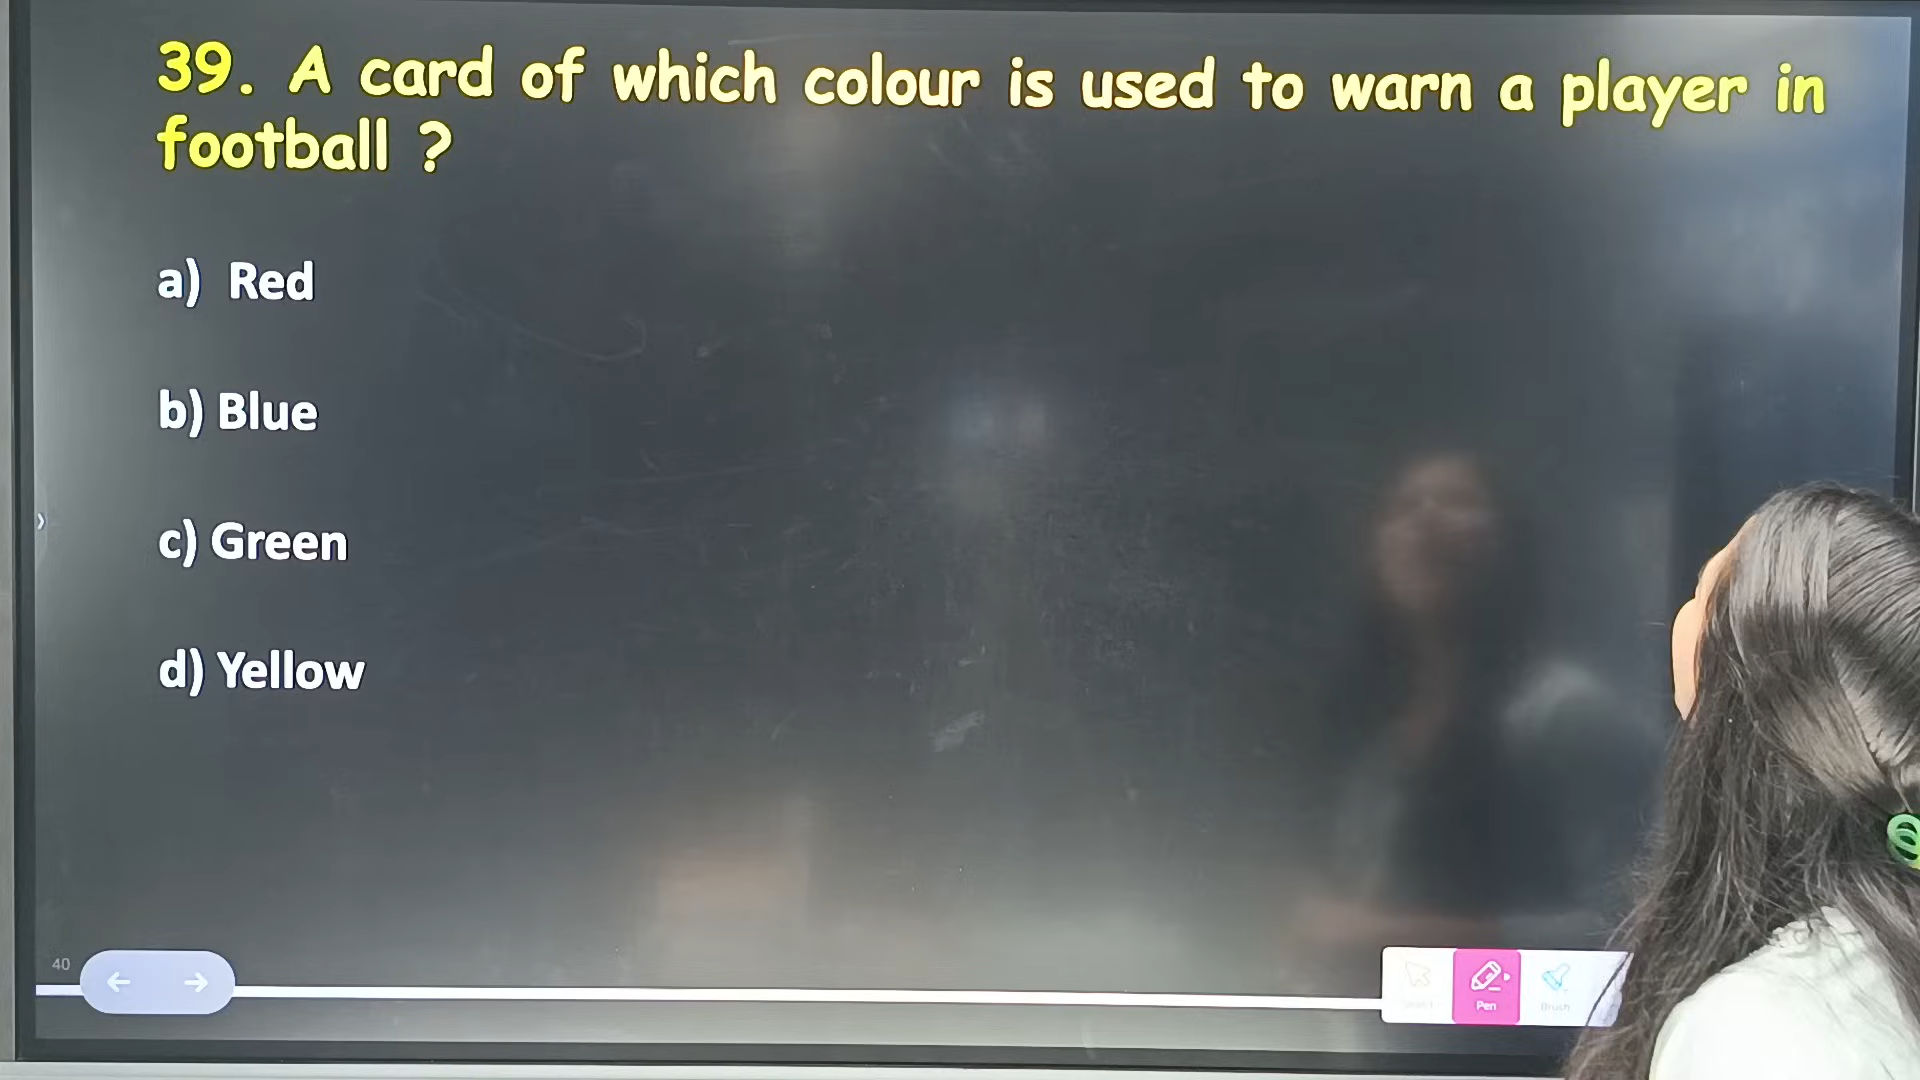 39. A card of which colour is used to warn a player in
football ?
a) Red
b) Blue
c) Green
d) Yellow
40
Pen
Brush